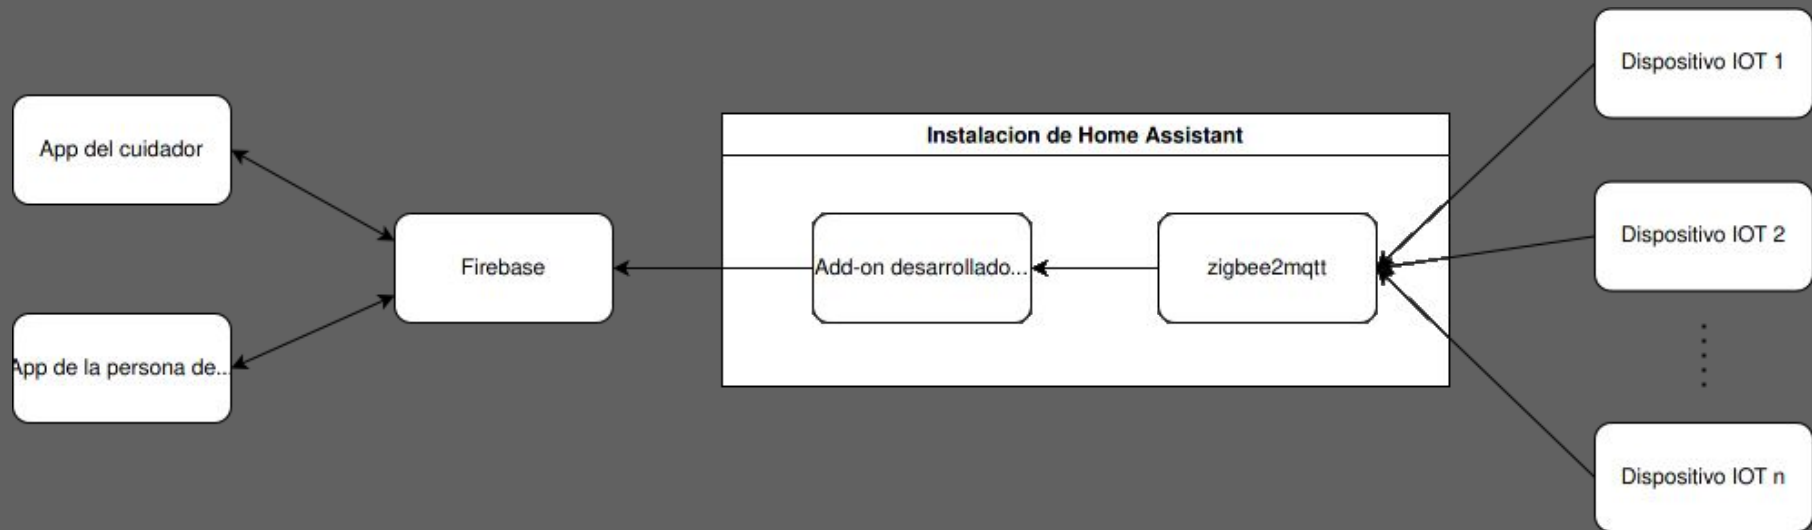 App del cuidador
App de la persona de...
Firebase
Instalacion de Home Assistant
Add-on desarrollado...
zigbee2mqtt
Dispositivo IOT 1
Dispositivo IOT 2
Dispositivo IOT n